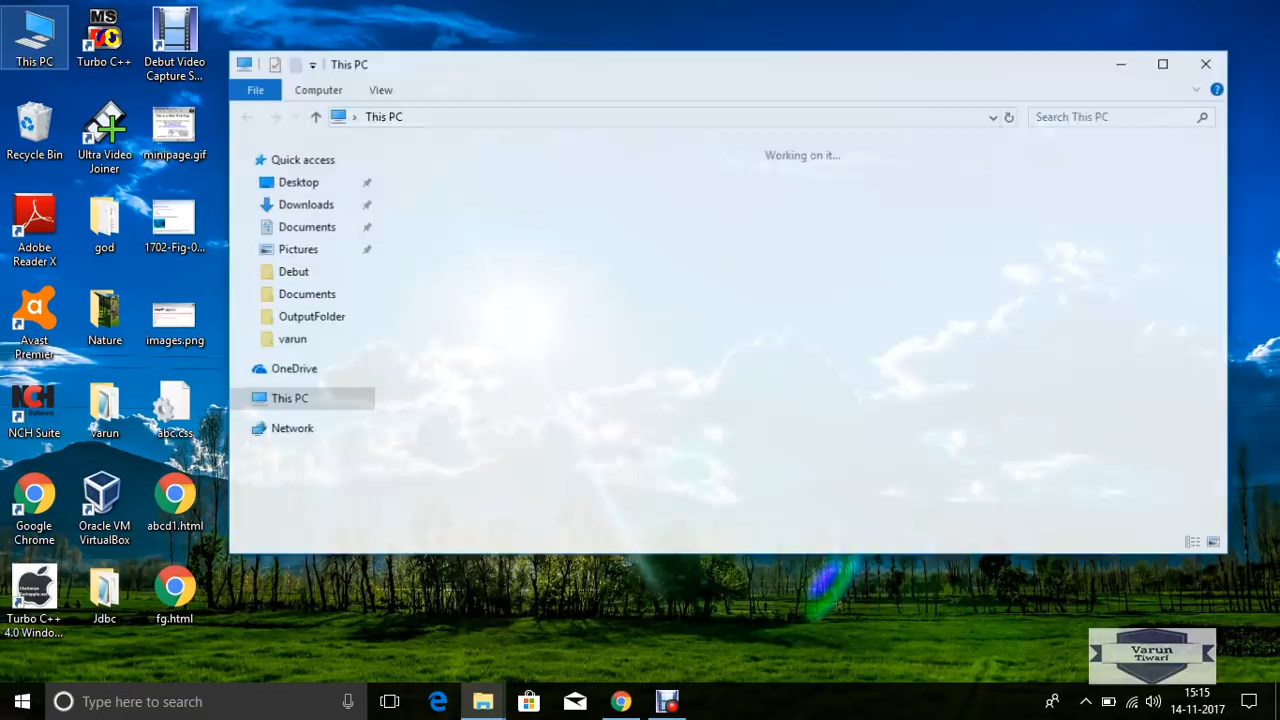 This PC
Turbo C++
Debut Video
Capture S...
Recycle Bin
Ultra Video
Joiner
minipage.gif
Adobe
Reader X
god
1702-Fig-0...
Avast
Premier
Nature
images.png
NCH Suite
varun
abc.css
Google
Chrome
Oracle VM
VirtualBox
abcd1.html
Turbo C++
4.0 Windo...
Jdbc
fg.html
This PC
File
Computer
View
This PC
Search This PC
Working on it...
Quick access
Desktop
Downloads
Documents
Pictures
Debut
Documents
OutputFolder
varun
OneDrive
This PC
Network
Varun
Tiwari
Type here to search
15:15
14-11-2017